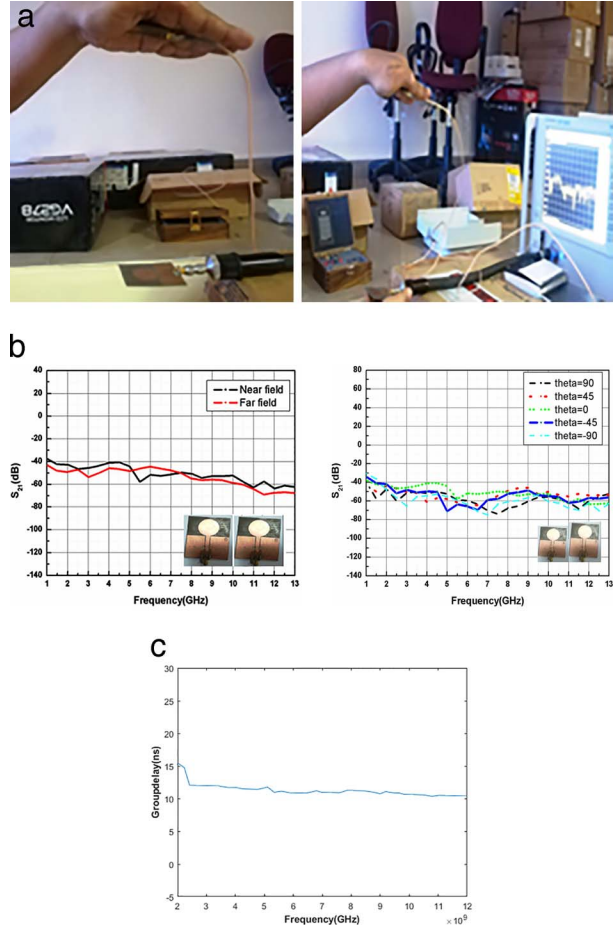 a
b
40
20
0
-20
-40
-60
-80
-100
-120
-140
S21(dB)
1 2 3 4 5 6 7 8 9 10 11 12 13
Frequency(GHz)
Near field
Far field
80
60
40
20
0
-20
-40
-60
-80
-100
-120
-140
S21(dB)
1 2 3 4 5 6 7 8 9 10 11 12 13
Frequency(GHz)
theta=90
theta=45
theta=0
theta=-45
theta=-90
c
30
25
20
15
10
5
0
-5
Groupdelay(ns)
2 3 4 5 6 7 8 9 10 11 12
Frequency(GHz)
×10⁹